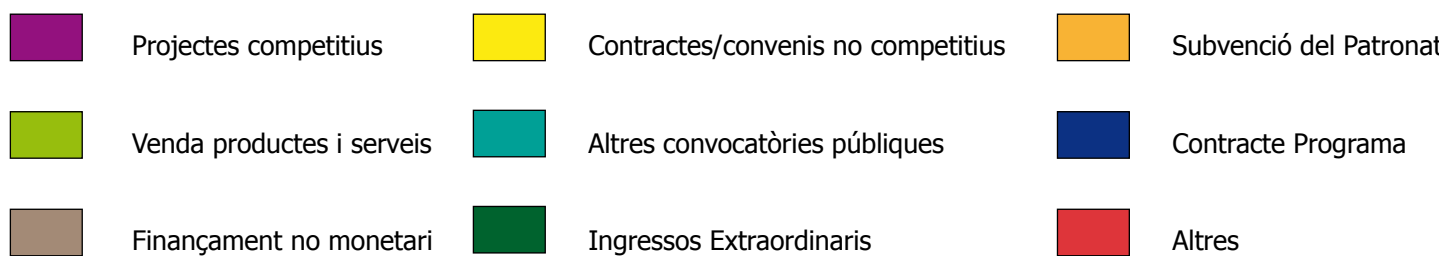 Projectes competitius Contractes/convenis no competitius Subvenció del Patronat
Venda productes i serveis Altres convocatòries públiques Contracte Programa
Finançament no monetari Ingressos Extraordinaris Altres